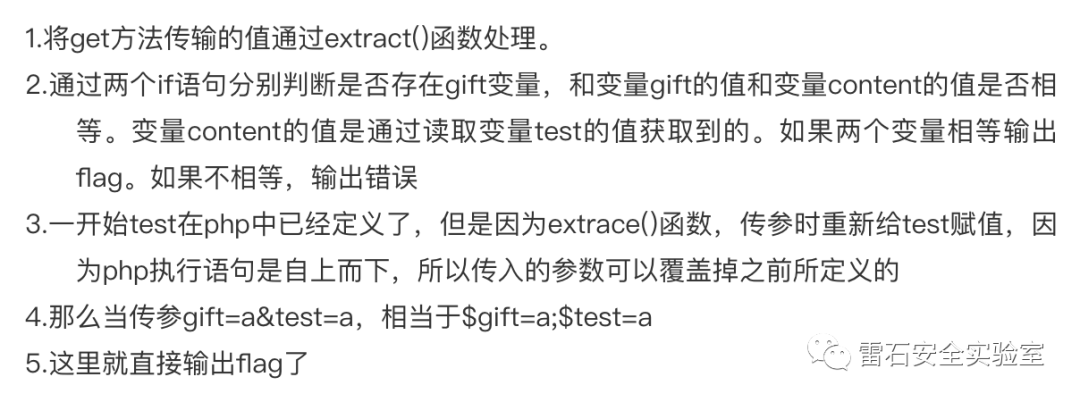 1.将get方法传输的值通过extract()函数处理。
2.通过两个if语句分别判断是否存在gift变量，和变量gift的值和变量content的值是否相
等。变量content的值是通过读取变量test的值获取到的。如果两个变量相等输出
flag。如果不相等，输出错误
3.一开始test在php中已经定义了，但是因为extrace()函数，传参时重新给test赋值，因
为php执行语句是自上而下，所以传入的参数可以覆盖掉之前所定义的
4.那么当传参gift=a&test=a，相当于$gift=a;$test=a
5.这里就直接输出flag了
雷石安全实验室